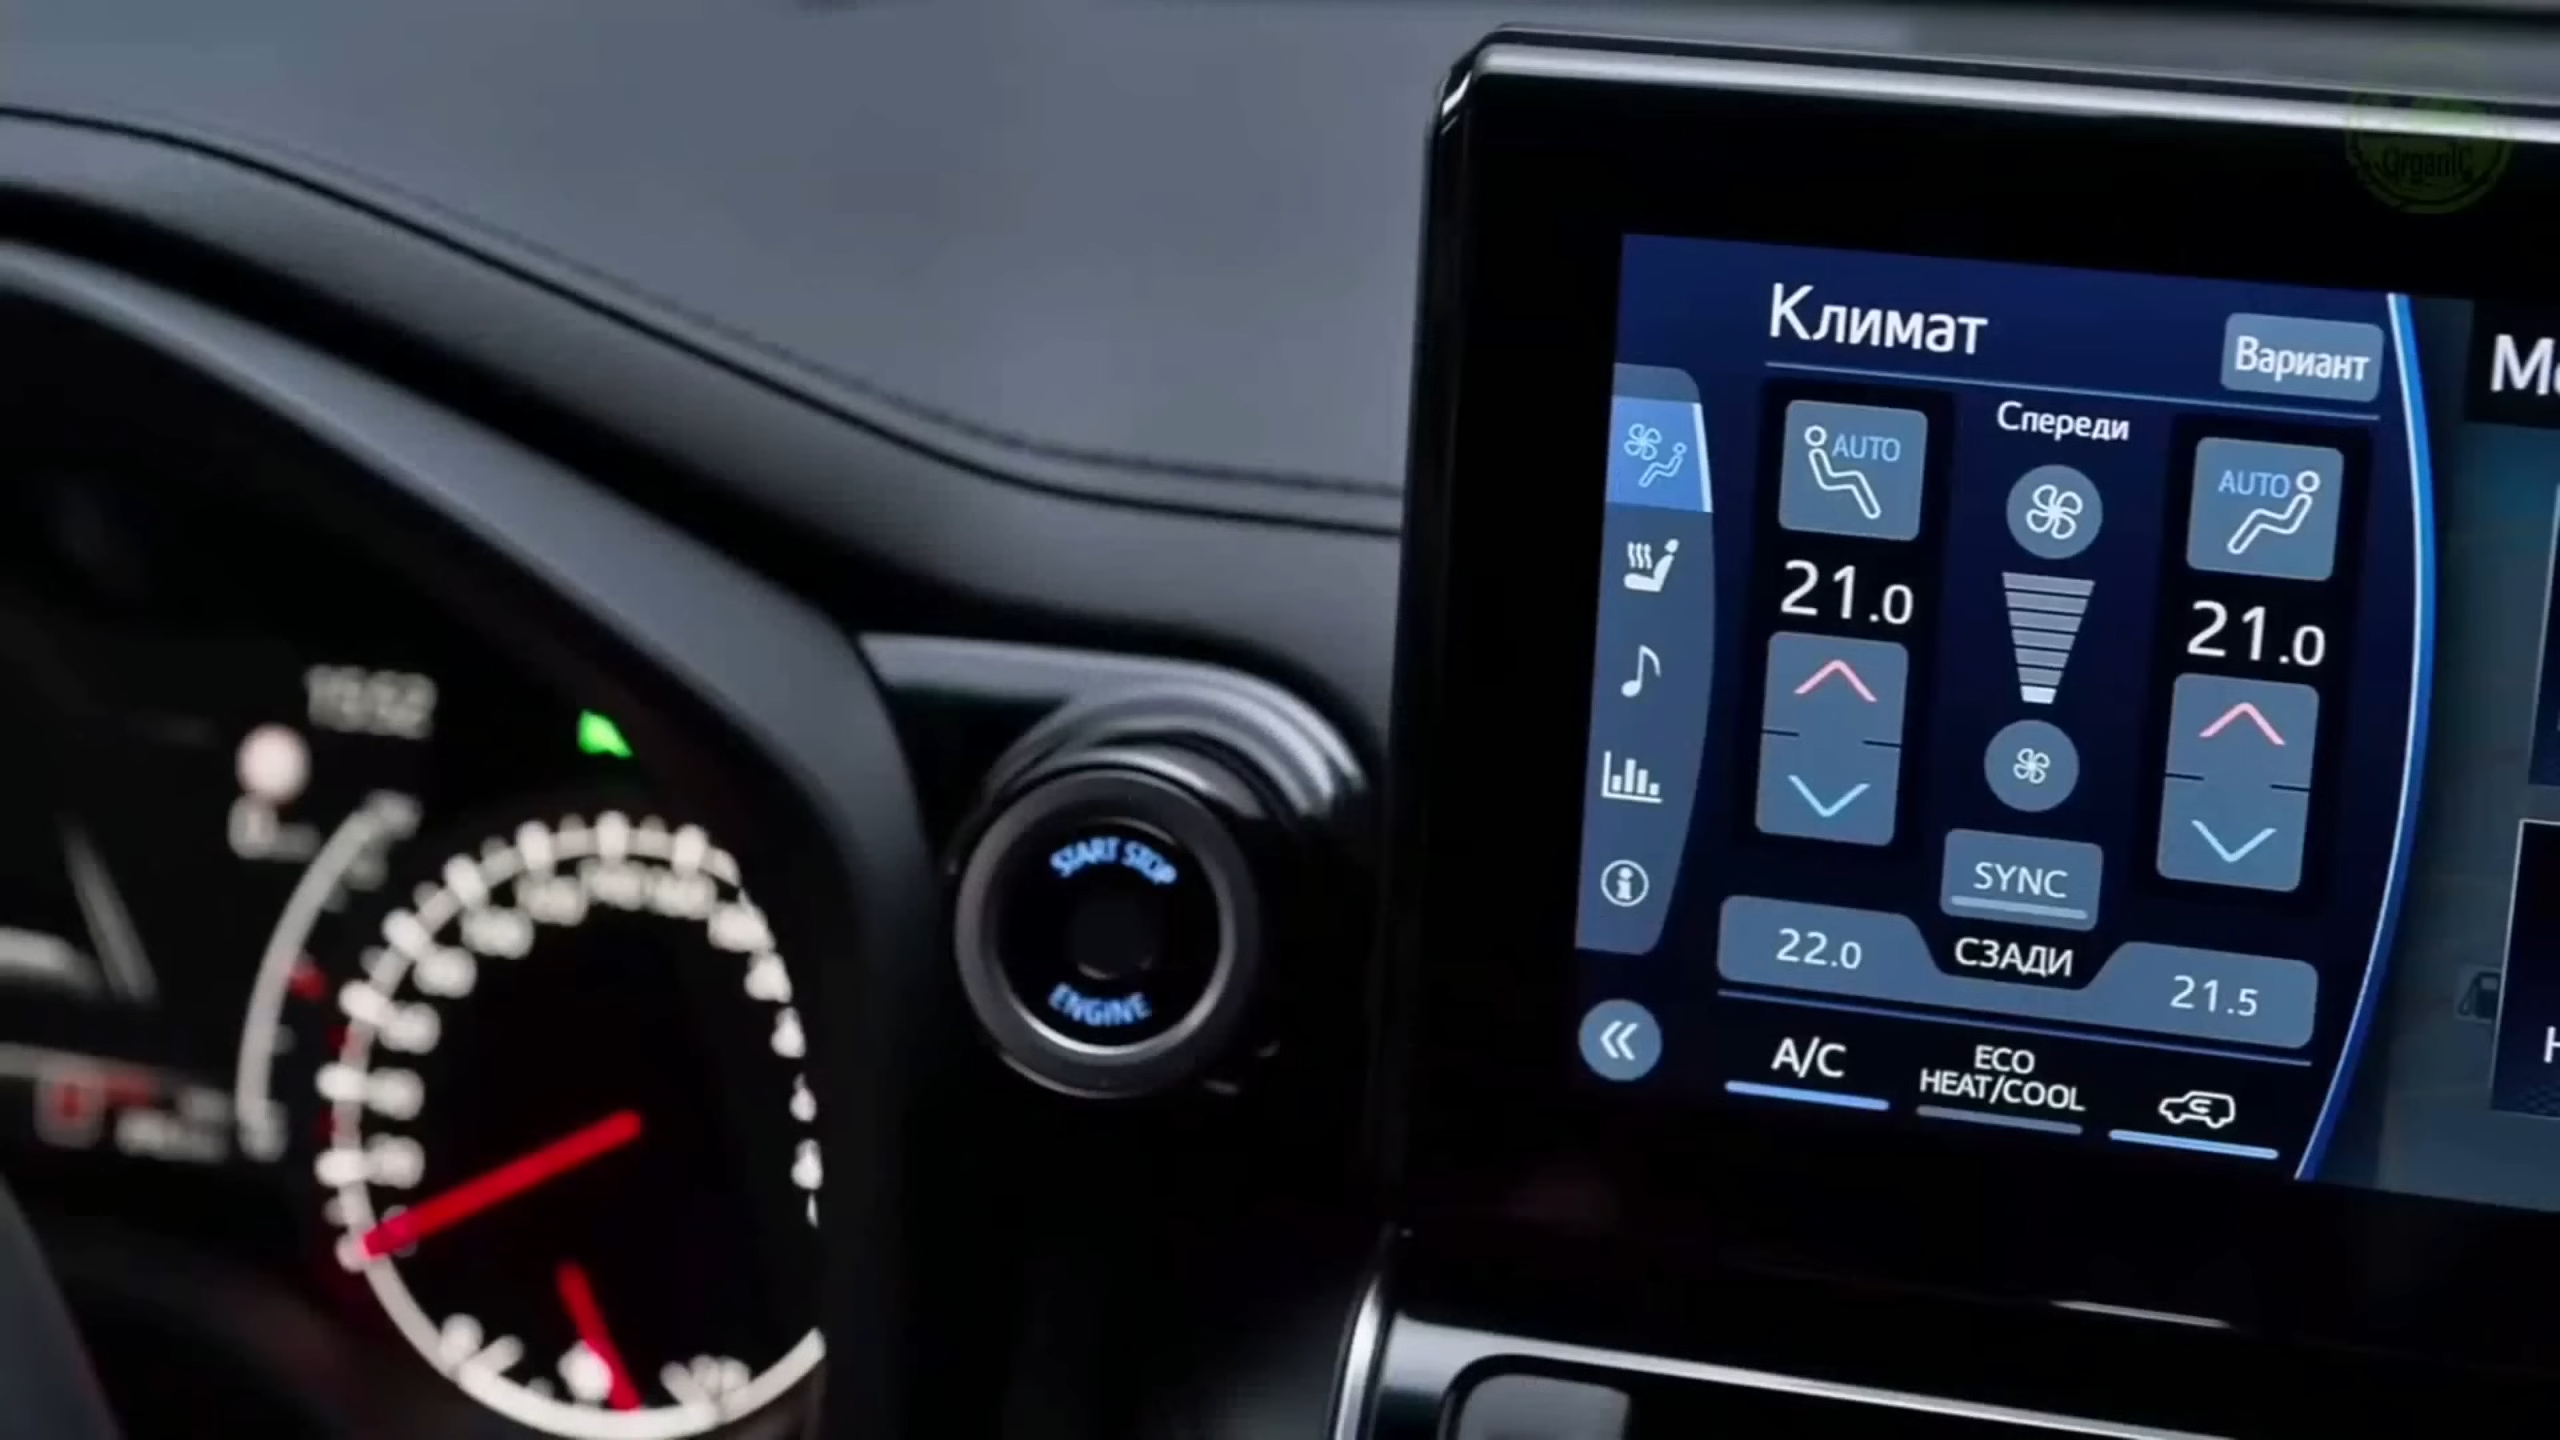 OrganiC
Климат
Вариант
Спереди
AUTO
AUTO
21.0
21.0
SYNC
22.0
СЗАДИ
21.5
A/C
ECO
HEAT/COOL
START STOP
ENGINE